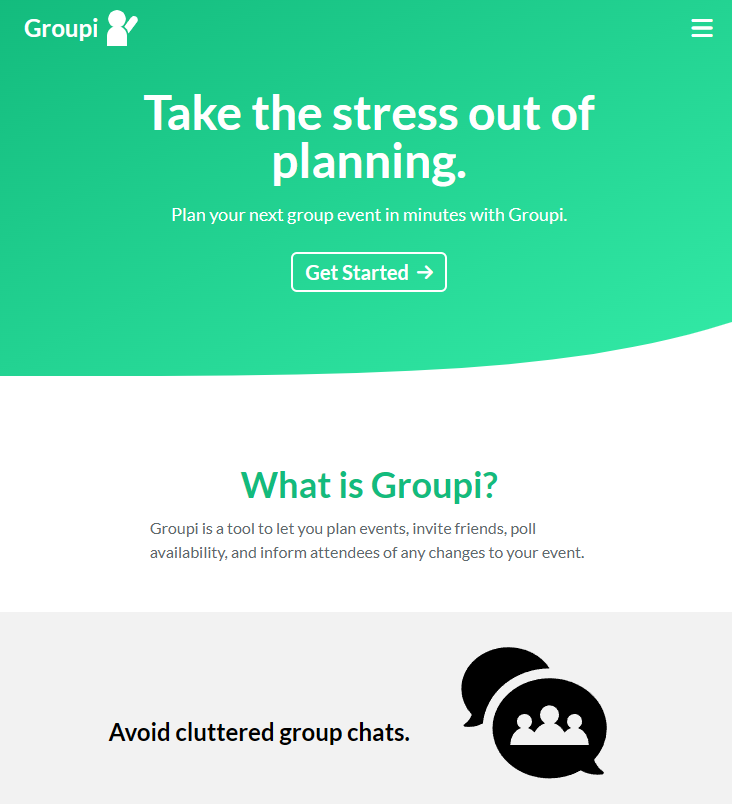 Groupi
Take the stress out of
planning.
Plan your next group event in minutes with Groupi.
Get Started →
What is Groupi?
Groupi is a tool to let you plan events, invite friends, poll
availability, and inform attendees of any changes to your event.
Avoid cluttered group chats.